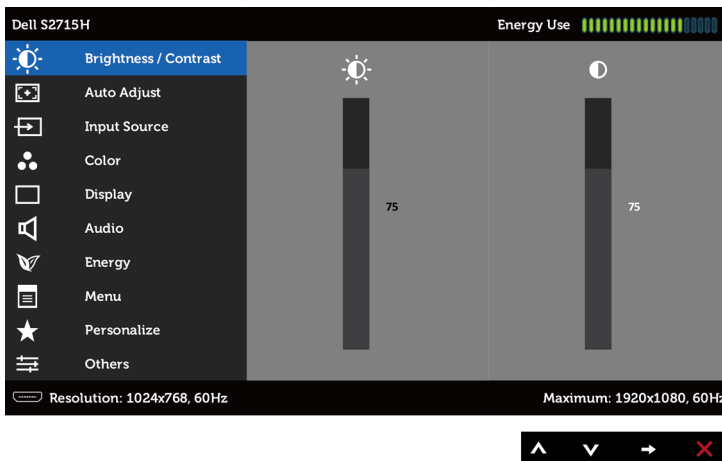 Dell S2715H
Energy Use
Brightness / Contrast
Auto Adjust
Input Source
Color
Display
Audio
Energy
Menu
Personalize
Others
75
75
Resolution: 1024x768, 60Hz
Maximum: 1920x1080, 60Hz